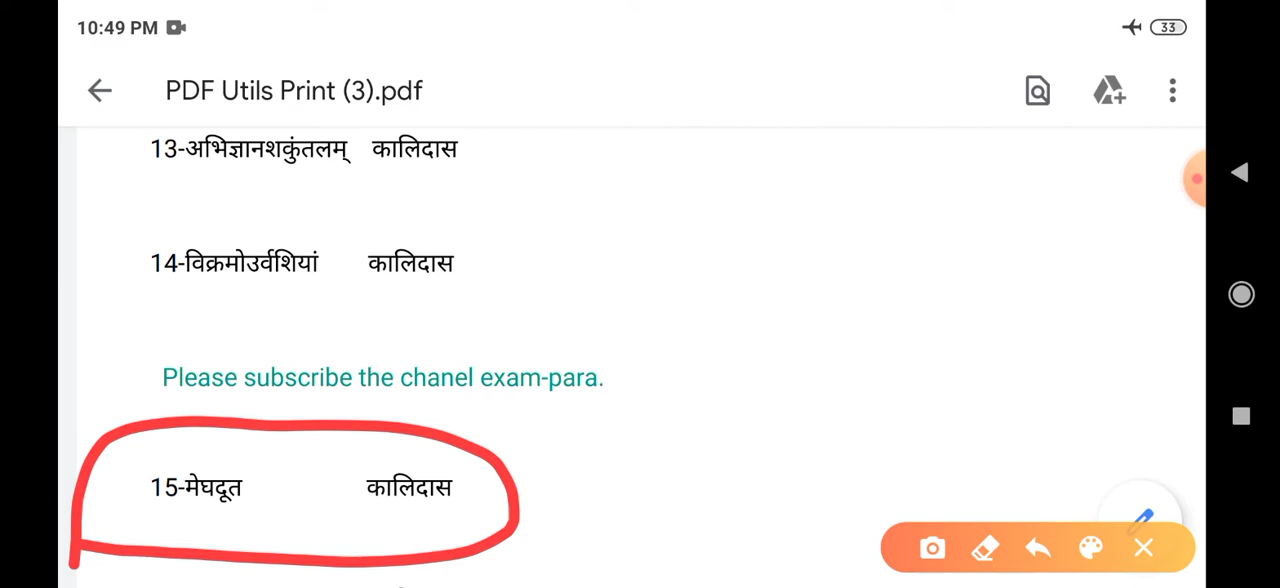 10:49 PM
33
PDF Utils Print (3).pdf
13-अभिज्ञानशकुंतलम् कालिदास
14-विक्रमोउर्वशियां कालिदास
Please subscribe the chanel exam-para.
15-मेघदूत कालिदास